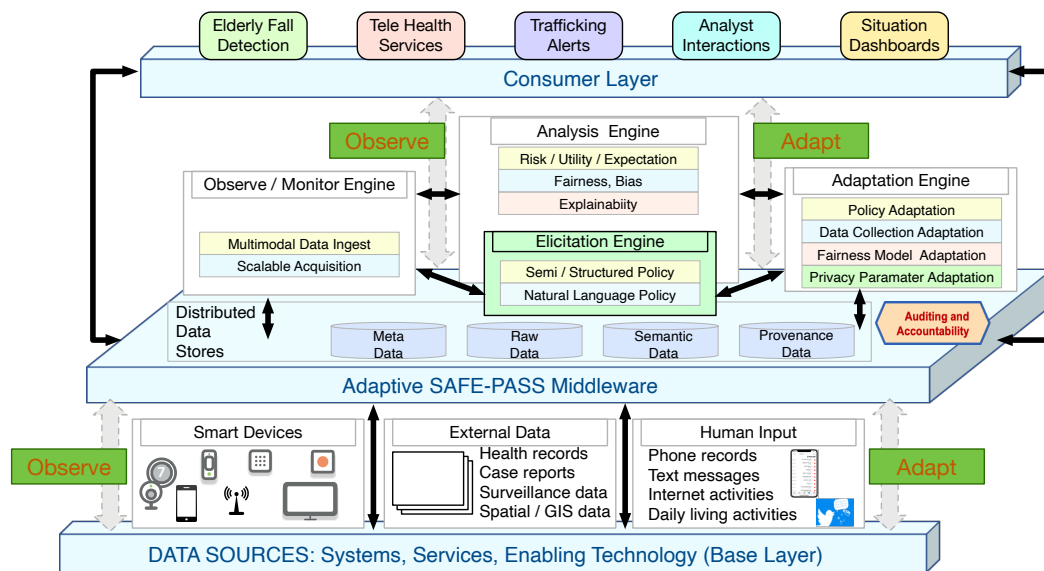 Elderly Fall
Detection
Tele Health
Services
Trafficking
Alerts
Analyst
Interactions
Situation
Dashboards
Consumer Layer
Observe
Adapt
Analysis Engine
Risk / Utility / Expectation
Fairness, Bias
Explainabiity
Observe / Monitor Engine
Multimodal Data Ingest
Scalable Acquisition
Adaptation Engine
Policy Adaptation
Data Collection Adaptation
Fairness Model Adaptation
Privacy Paramater Adaptation
Elicitation Engine
Semi / Structured Policy
Natural Language Policy
Distributed
Data
Stores
Meta
Data
Raw
Data
Semantic
Data
Provenance
Data
Auditing and
Accountability
Adaptive SAFE-PASS Middleware
Observe
Adapt
Smart Devices
7
External Data
Health records
Case reports
Surveillance data
Spatial / GIS data
Human Input
Phone records
Text messages
Internet activities
Daily living activities
DATA SOURCES: Systems, Services, Enabling Technology (Base Layer)